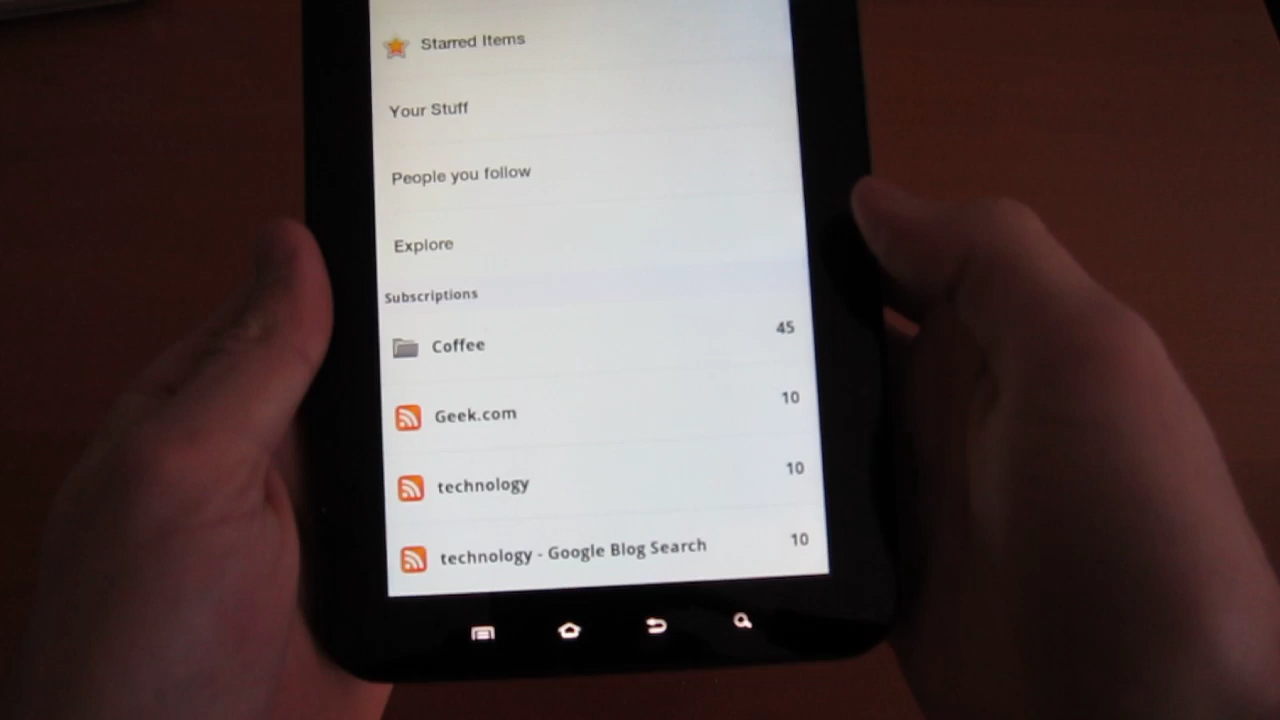 Starred Items
Your Stuff
People you follow
Explore
Subscriptions
Coffee 45
Geek.com 10
technology 10
technology - Google Blog Search 10